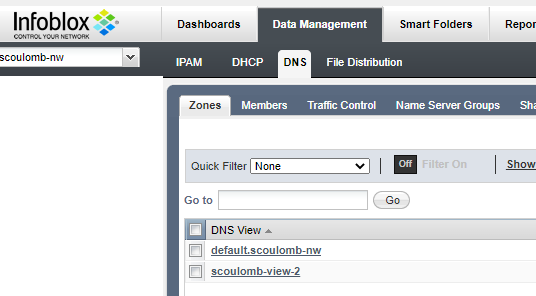 Infoblox
CONTROL YOUR NETWORK
Dashboards Data Management Smart Folders
scoulomb-nw
IPAM DHCP DNS File Distribution
Zones Members Traffic Control Name Server Groups
Quick Filter None Off Filter On Show
Go to Go
DNS View
default.scoulomb-nw
scoulomb-view-2